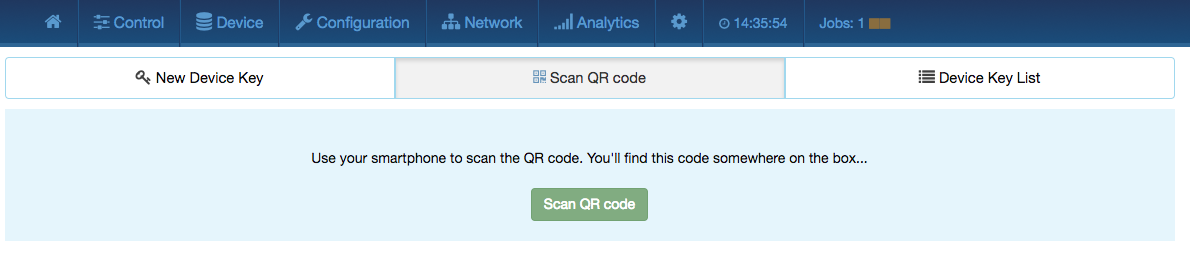 Control Device Configuration Network Analytics 14:35:54 Jobs: 1
New Device Key Scan QR code Device Key List
Use your smartphone to scan the QR code. You'll find this code somewhere on the box...
Scan QR code